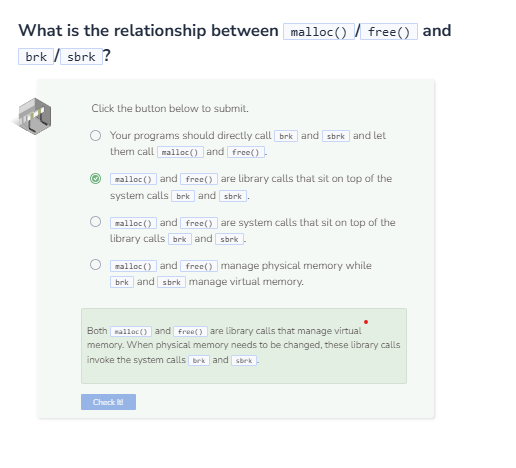 What is the relationship between malloc() / free() and
brk / sbrk ?
Click the button below to submit.
Your programs should directly call brk and sbrk and let
them call malloc() and free() .
malloc() and free() are library calls that sit on top of the
system calls brk and sbrk .
malloc() and free() are system calls that sit on top of the
library calls brk and sbrk .
malloc() and free() manage physical memory while
brk and sbrk manage virtual memory.
Both malloc() and free() are library calls that manage virtual
memory. When physical memory needs to be changed, these library calls
invoke the system calls brk and sbrk .
Check It!